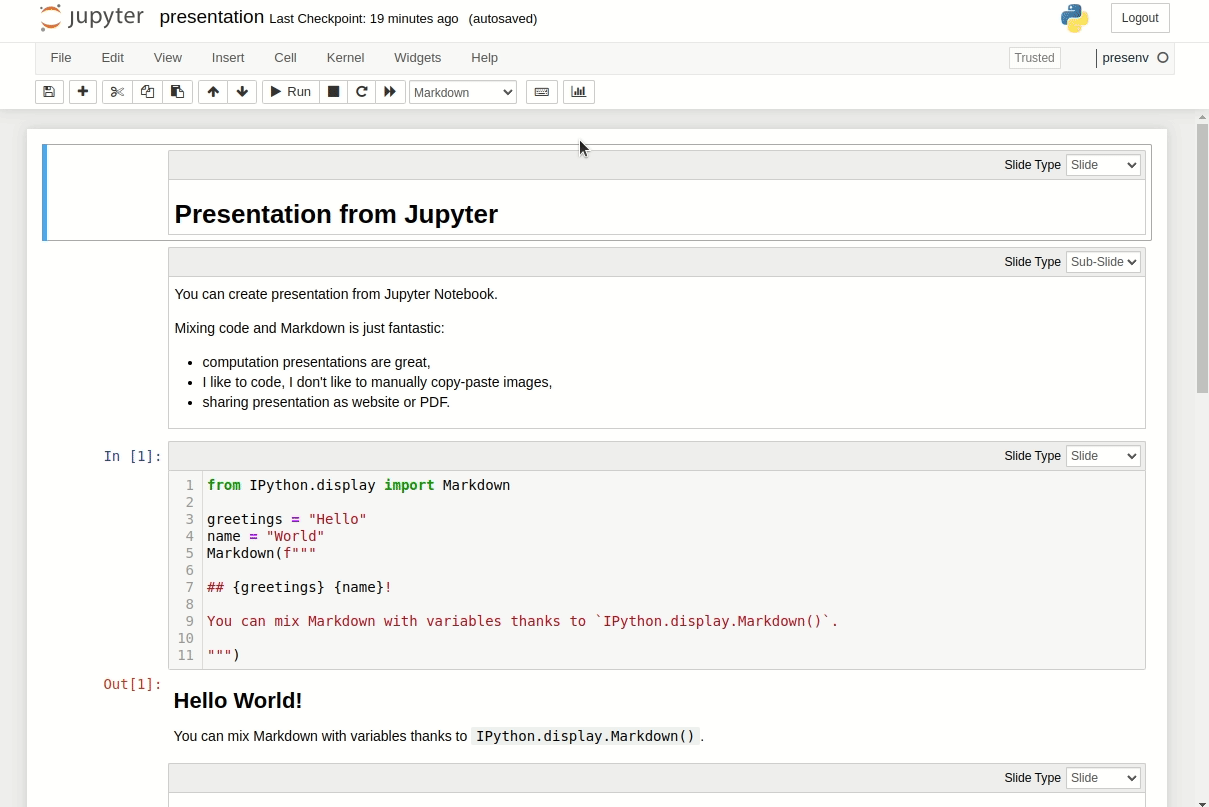 jupyter presentation Last Checkpoint: 19 minutes ago (autosaved) Logout
File Edit View Insert Cell Kernel Widgets Help Trusted presenv
Run Markdown
Slide Type Slide
Presentation from Jupyter
Slide Type Sub-Slide
You can create presentation from Jupyter Notebook.
Mixing code and Markdown is just fantastic:
• computation presentations are great,
• I like to code, I don't like to manually copy-paste images,
• sharing presentation as website or PDF.
In [1]: Slide Type Slide
1 from IPython.display import Markdown
2
3 greetings = "Hello"
4 name = "World"
5 Markdown(f"""
6
7 ## {greetings} {name}!
8
9 You can mix Markdown with variables thanks to `IPython.display.Markdown()`.
10
11 """)
Out[1]:
Hello World!
You can mix Markdown with variables thanks to IPython.display.Markdown() .
Slide Type Slide